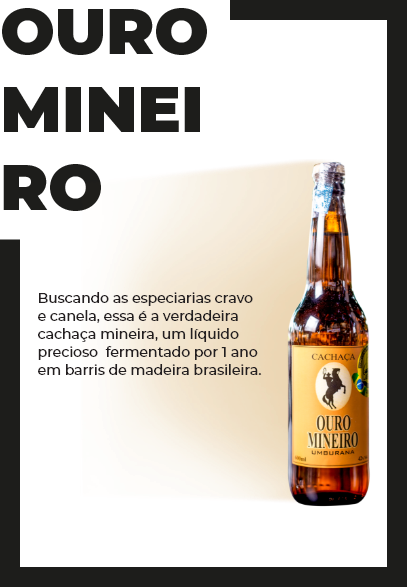 OURO
MINEI
RO
Buscando as especiarias cravo
e canela, essa é a verdadeira
cachaça mineira, um líquido
precioso fermentado por 1 ano
em barris de madeira brasileira.
CACHAÇA
OURO
MINEIRO
UMBURANA